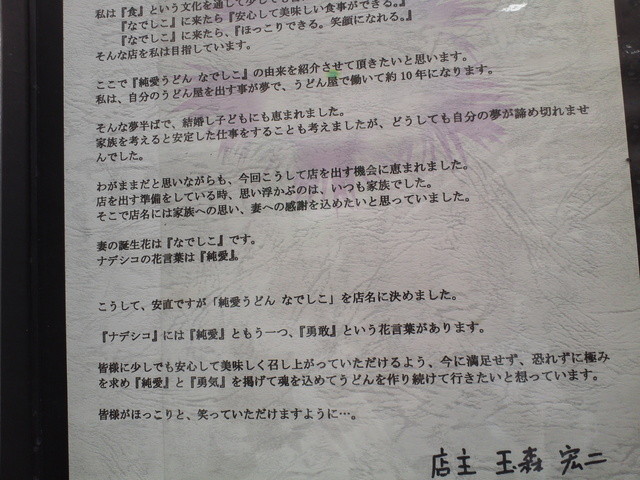 私は『食』という文化を通して少しでも皆
『なでしこ』に来たら『安心して美味しい食事ができる。』
『なでしこ』に来たら、『ほっこりできる。笑顔になれる。』
そんな店を私は目指しています。
ここで『純愛うどん なでしこ』の由来を紹介させて頂きたいと思います。
私は、自分のうどん屋を出す事が夢で、うどん屋で働いて約10年になります。
そんな夢半ばで、結婚し子どもにも恵まれました。
家族を考えると安定した仕事をすることも考えましたが、どうしても自分の夢が諦め切れませ
んでした。
わがままだと思いながらも、今回こうして店を出す機会に恵まれました。
店を出す準備をしている時、思い浮かぶのは、いつも家族でした。
そこで店名には家族への思い、妻への感謝を込めたいと思っていました。
妻の誕生花は『なでしこ』です。
ナデシコの花言葉は『純愛』。
こうして、安直ですが「純愛うどん なでしこ」を店名に決めました。
『ナデシコ』には『純愛』ともう一つ、『勇敢』という花言葉があります。
皆様に少しでも安心して美味しく召し上がっていただけるよう、今に満足せず、恐れずに極み
を求め『純愛』と『勇気』を掲げて魂を込めてうどんを作り続けて行きたいと想っています。
皆様がほっこりと、笑っていただけますように…。
店主 玉森 宏二